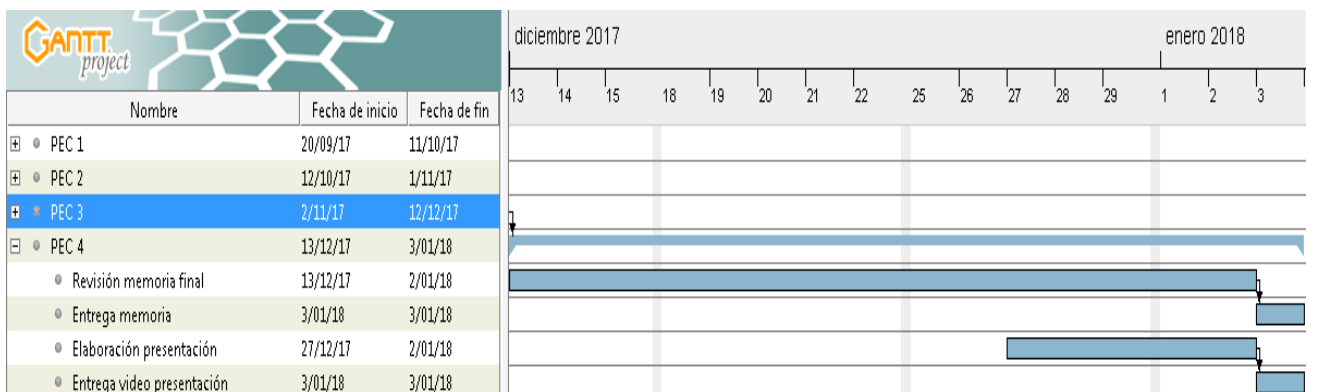 GANTT
project
diciembre 2017 enero 2018
13 14 15 18 19 20 21 22 25 26 27 28 29 1 2 3
Nombre Fecha de inicio Fecha de fin
PEC 1 20/09/17 11/10/17
PEC 2 12/10/17 1/11/17
PEC 3 2/11/17 12/12/17
PEC 4 13/12/17 3/01/18
Revisión memoria final 13/12/17 2/01/18
Entrega memoria 3/01/18 3/01/18
Elaboración presentación 27/12/17 2/01/18
Entrega video presentación 3/01/18 3/01/18